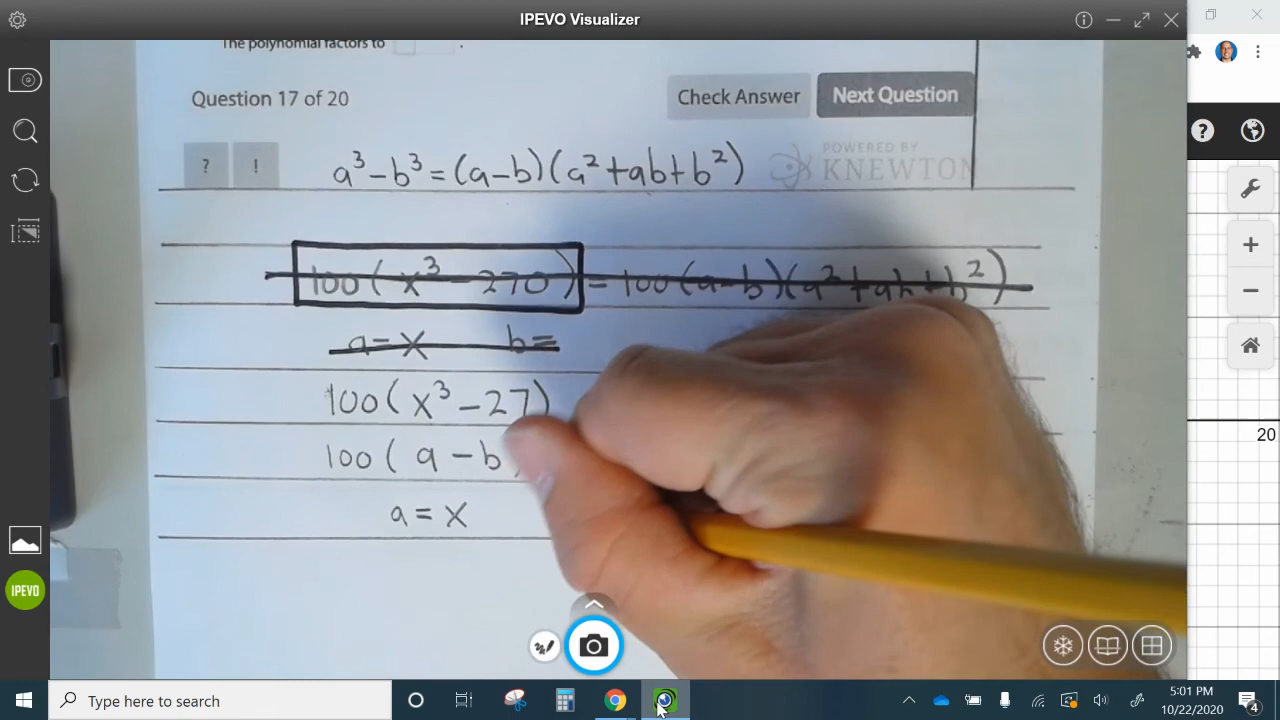 IPEVO Visualizer
The polynomial factors to .
Question 17 of 20
Check Answer
Next Question
?
!
a³ - b³ = (a-b)(a²+ab+b²)
POWERED BY
KNEWTON
100(x³ - 270) = 100(a-b)(a²+ab+b²)
a=x b=
100(x³-27)
100(a-b
a=x
IPEVO
20
Type here to search
5:01 PM
10/22/2020
4